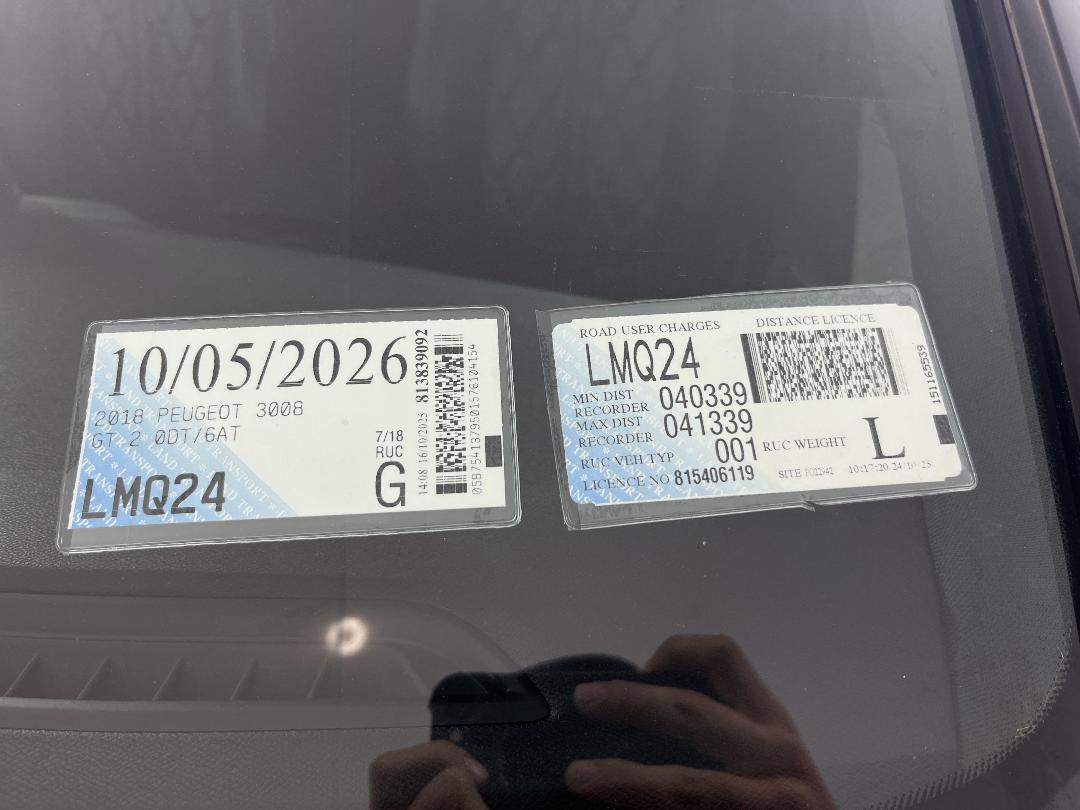 10/05/2026
2018 PEUGEOT 3008
GT 2 0DT/6AT
7/18
RUC
LMQ24
G
14:08 16/10/2025 813839092
0587541379501576104154
ROAD USER CHARGES
DISTANCE LICENCE
LMQ24
MIN DIST
RECORDER 040339
MAX DIST
RECORDER 041339
RUC VEH TYP 001 RUC WEIGHT L
LICENCE NO 815406119
SITE 10:17:20 24/10/25
151165539